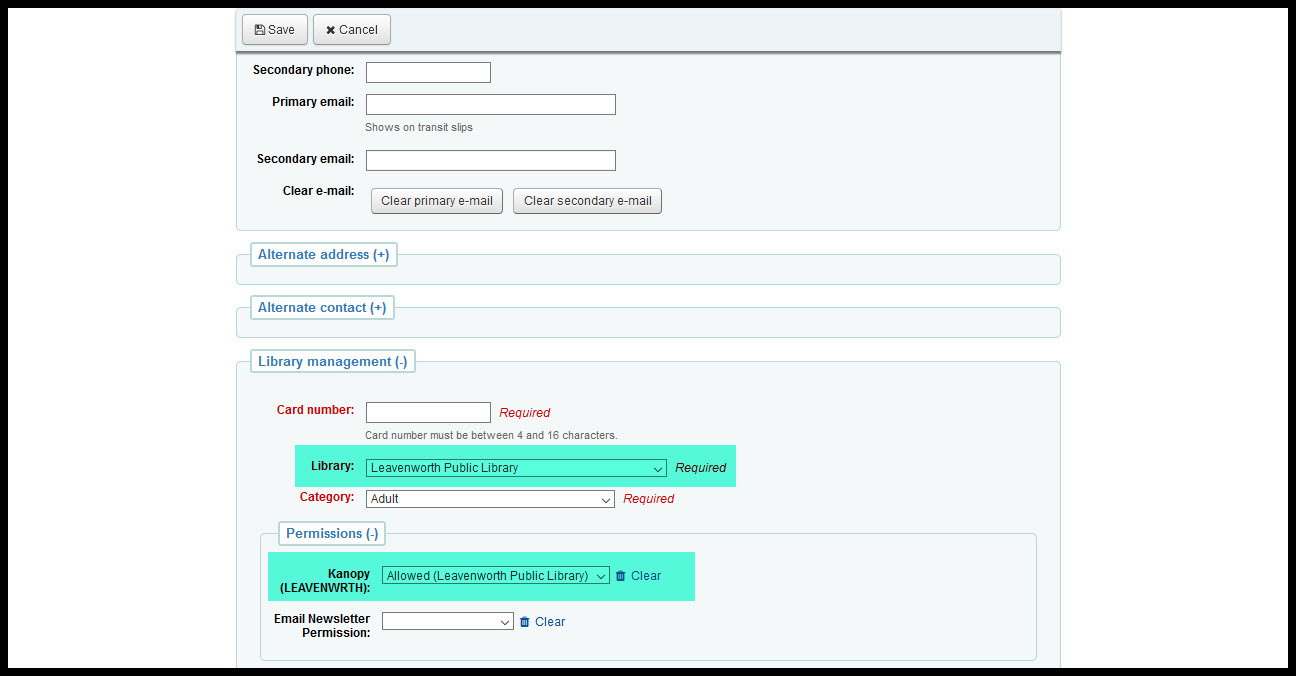 Save Cancel
Secondary phone:
Primary email:
Shows on transit slips
Secondary email:
Clear e-mail: Clear primary e-mail Clear secondary e-mail
Alternate address (+)
Alternate contact (+)
Library management (-)
Card number: Required
Card number must be between 4 and 16 characters.
Library: Leavenworth Public Library Required
Category: Adult Required
Permissions (-)
Kanopy
(LEAVENWRTH): Allowed (Leavenworth Public Library) Clear
Email Newsletter
Permission: Clear